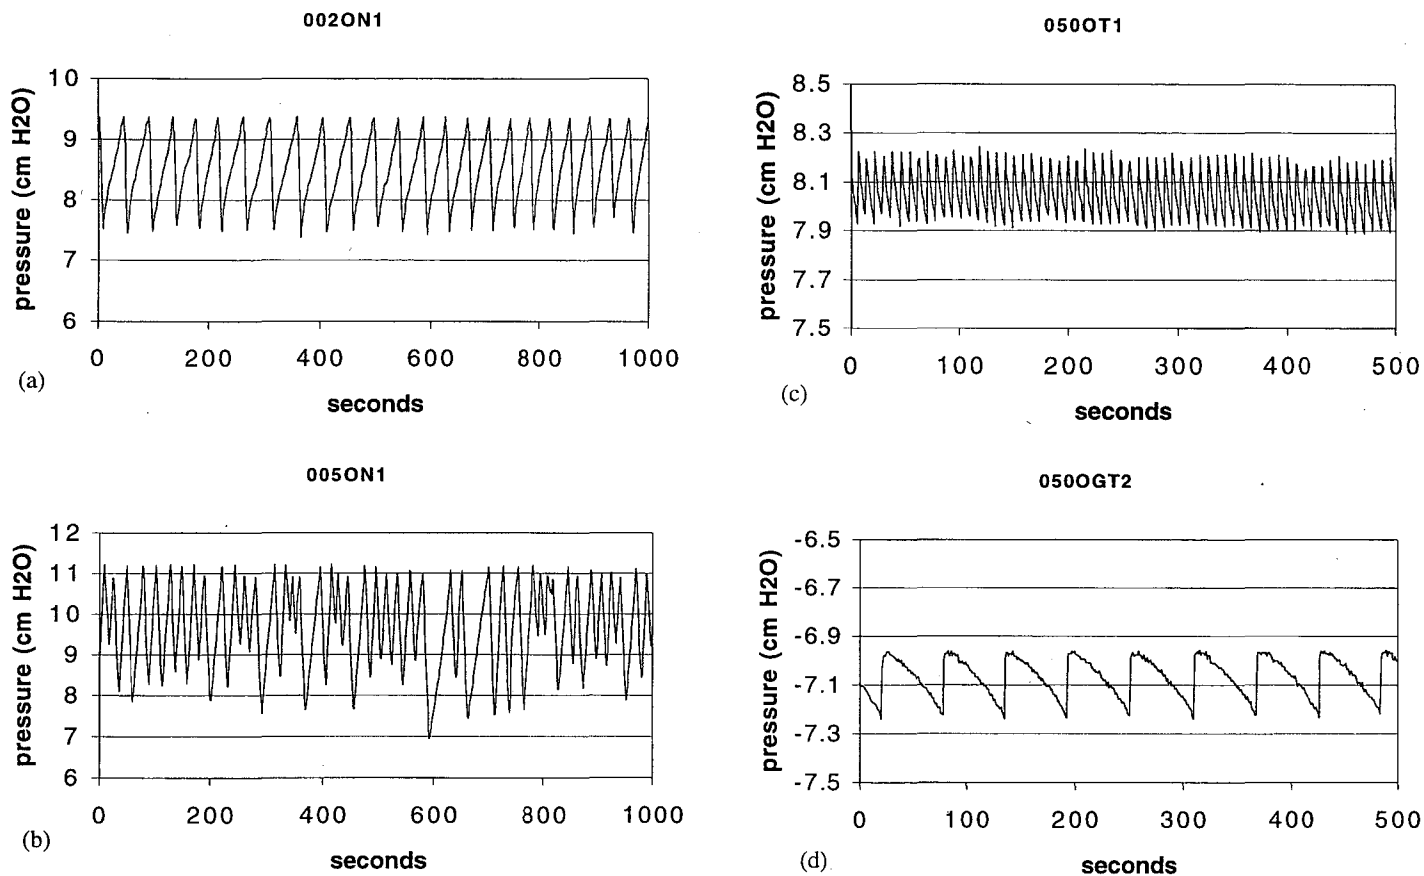 002ON1
pressure (cm H2O)
10
9
8
7
6
0 200 400 600 800 1000
seconds
(a)
005ON1
pressure (cm H2O)
12
11
10
9
8
7
6
0 200 400 600 800 1000
seconds
(b)
050OT1
pressure (cm H2O)
8.5
8.3
8.1
7.9
7.7
7.5
0 100 200 300 400 500
seconds
(c)
050OGT2
pressure (cm H2O)
-6.5
-6.7
-6.9
-7.1
-7.3
-7.5
0 100 200 300 400 500
seconds
(d)